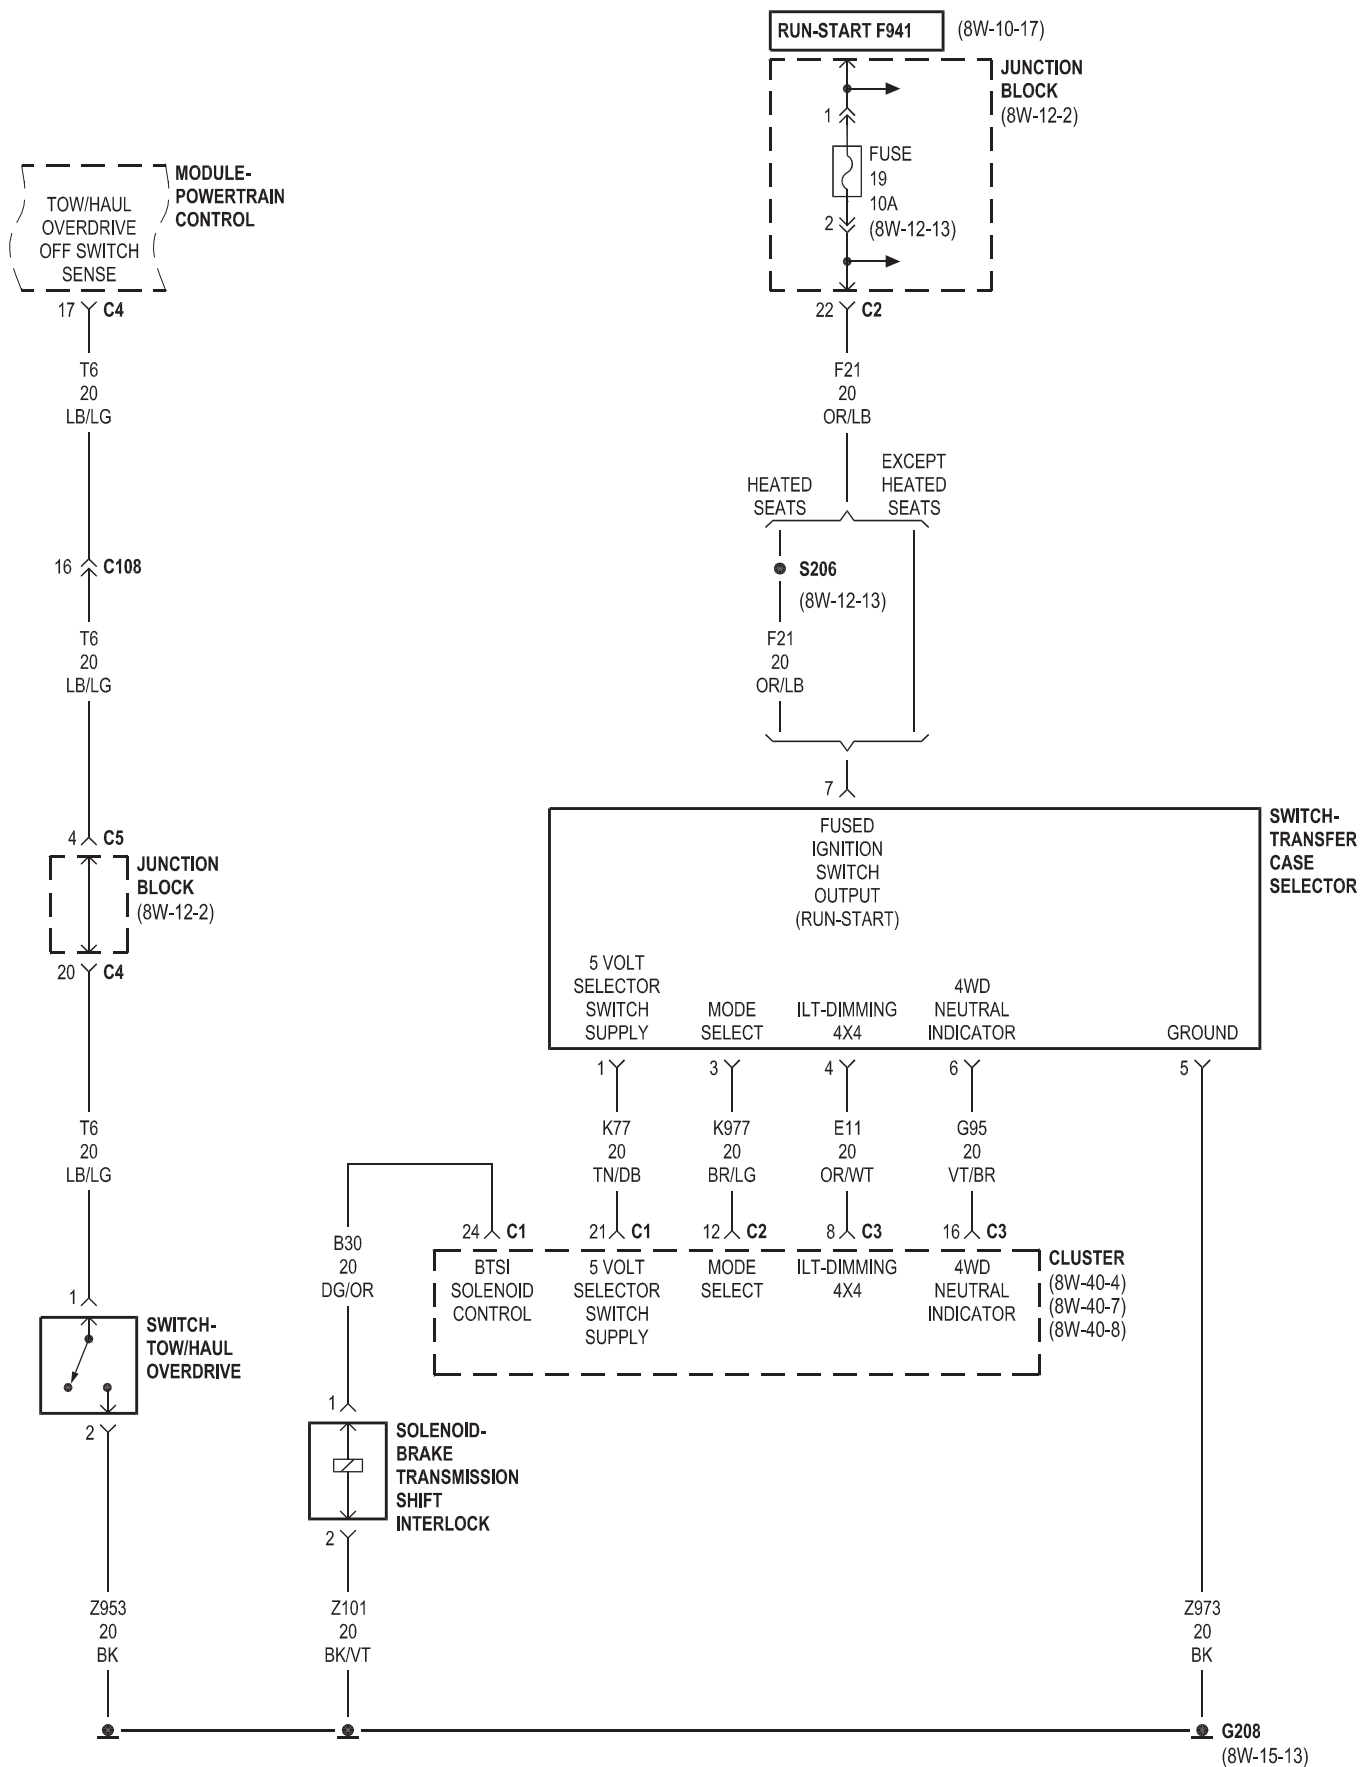 RUN-START F941 (8W-10-17)
JUNCTION
BLOCK
(8W-12-2)
1
FUSE
19
10A
2 (8W-12-13)
22 C2
F21
20
OR/LB
HEATED
SEATS
EXCEPT
HEATED
SEATS
S206
(8W-12-13)
F21
20
OR/LB
7
MODULE-
POWERTRAIN
CONTROL
TOW/HAUL
OVERDRIVE
OFF SWITCH
SENSE
17 C4
T6
20
LB/LG
16 C108
T6
20
LB/LG
4 C5
JUNCTION
BLOCK
(8W-12-2)
20 C4
T6
20
LB/LG
1
SWITCH-
TOW/HAUL
OVERDRIVE
2
Z953
20
BK
SWITCH-
TRANSFER
CASE
SELECTOR
FUSED
IGNITION
SWITCH
OUTPUT
(RUN-START)
5 VOLT
SELECTOR
SWITCH
SUPPLY
MODE
SELECT
ILT-DIMMING
4X4
4WD
NEUTRAL
INDICATOR
GROUND
1 3 4 6 5
K77
20
TN/DB
K977
20
BR/LG
E11
20
OR/WT
G95
20
VT/BR
24 C1 21 C1 12 C2 8 C3 16 C3
CLUSTER
(8W-40-4)
(8W-40-7)
(8W-40-8)
BTSI
SOLENOID
CONTROL
5 VOLT
SELECTOR
SWITCH
SUPPLY
MODE
SELECT
ILT-DIMMING
4X4
4WD
NEUTRAL
INDICATOR
B30
20
DG/OR
1
SOLENOID-
BRAKE
TRANSMISSION
SHIFT
INTERLOCK
2
Z101
20
BK/VT
Z973
20
BK
G208
(8W-15-13)